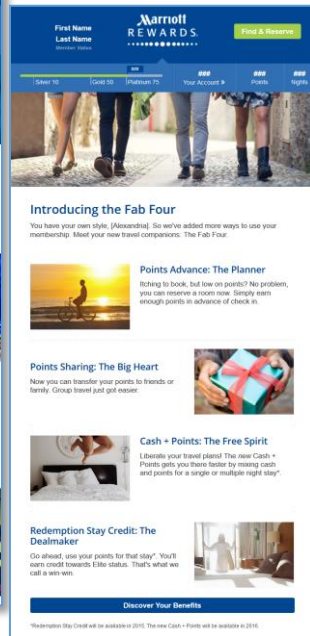 First Name
Last Name
Member Status
Marriott
REWARDS.
Find & Reserve
###
Silver 10
Gold 50
Platinum 75
###
Your Account »
###
Points
###
Nights
Introducing the Fab Four
You have your own style, [Alexandria]. So we've added more ways to use your
membership. Meet your new travel companions: The Fab Four.
Points Advance: The Planner
Itching to book, but low on points? No problem,
you can reserve a room now. Simply earn
enough points in advance of check in.
Points Sharing: The Big Heart
Now you can transfer your points to friends or
family. Group travel just got easier.
Cash + Points: The Free Spirit
Liberate your travel plans! The new Cash +
Points gets you there faster by mixing cash
and points for a single or multiple night stay*.
Redemption Stay Credit: The
Dealmaker
Go ahead, use your points for that stay*. You'll
earn credit towards Elite status. That's what we
call a win-win.
Discover Your Benefits
*Redemption Stay Credit will be available in 2015. The new Cash + Points will be available in 2016.